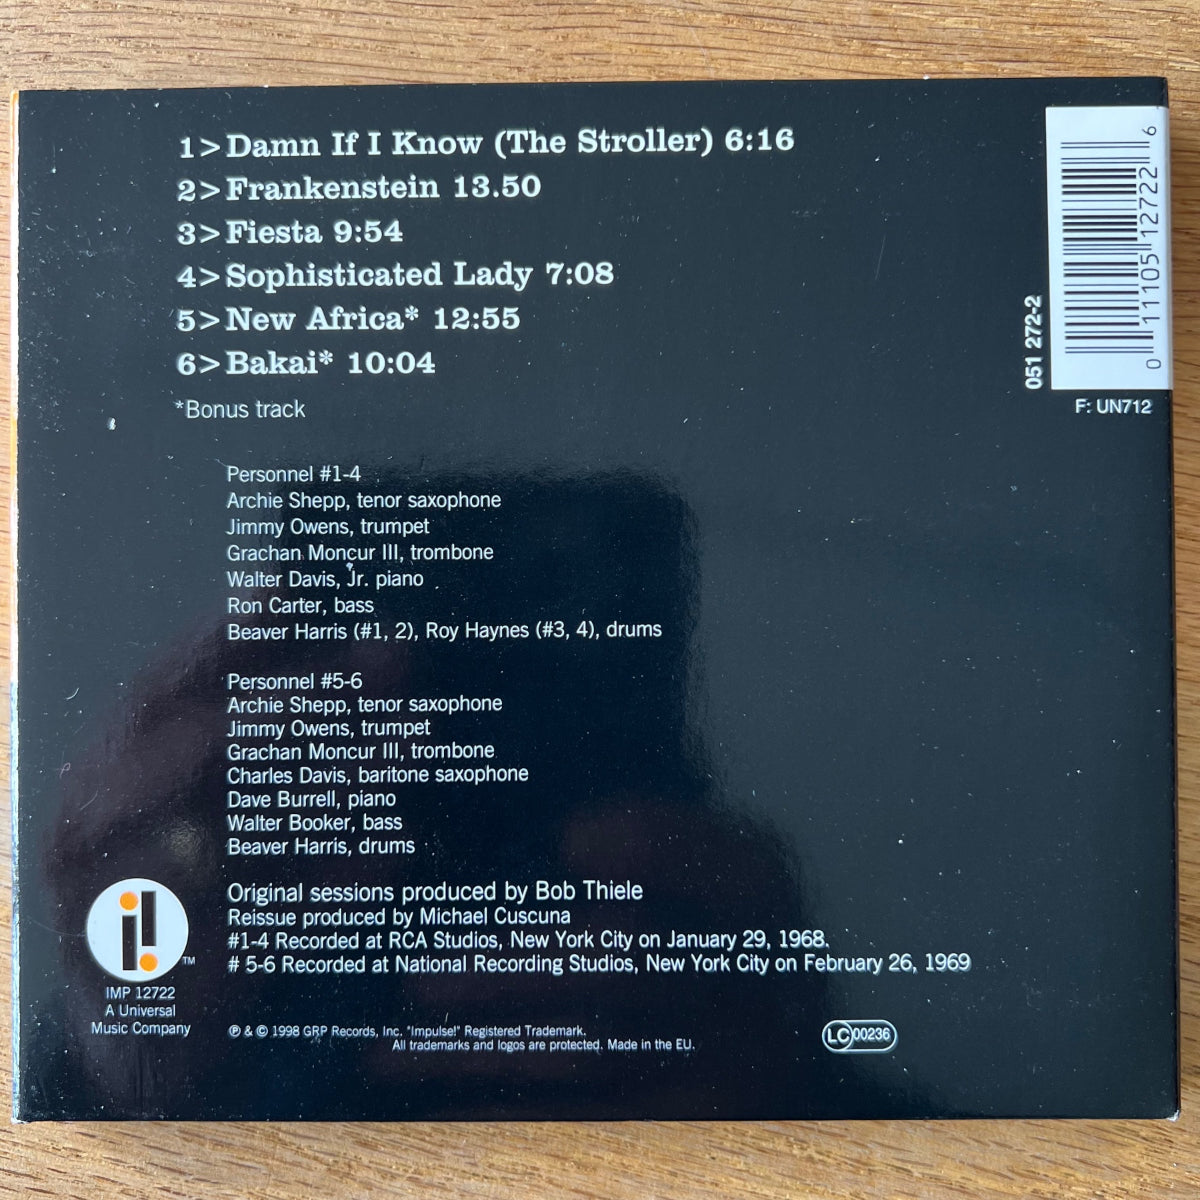 1> Damn If I Know (The Stroller) 6:16
2> Frankenstein 13.50
3> Fiesta 9:54
4> Sophisticated Lady 7:08
5> New Africa* 12:55
6> Bakai* 10:04
*Bonus track
Personnel #1-4
Archie Shepp, tenor saxophone
Jimmy Owens, trumpet
Grachan Moncur III, trombone
Walter Davis, Jr. piano
Ron Carter, bass
Beaver Harris (#1, 2), Roy Haynes (#3, 4), drums
Personnel #5-6
Archie Shepp, tenor saxophone
Jimmy Owens, trumpet
Grachan Moncur III, trombone
Charles Davis, baritone saxophone
Dave Burrell, piano
Walter Booker, bass
Beaver Harris, drums
Original sessions produced by Bob Thiele
Reissue produced by Michael Cuscuna
#1-4 Recorded at RCA Studios, New York City on January 29, 1968.
# 5-6 Recorded at National Recording Studios, New York City on February 26, 1969
℗ & © 1998 GRP Records, Inc. "Impulse!" Registered Trademark.
All trademarks and logos are protected. Made in the EU.
TM
IMP 12722
A Universal
Music Company
LC 00236
051 272-2
0 11105 12722 6
F: UN712